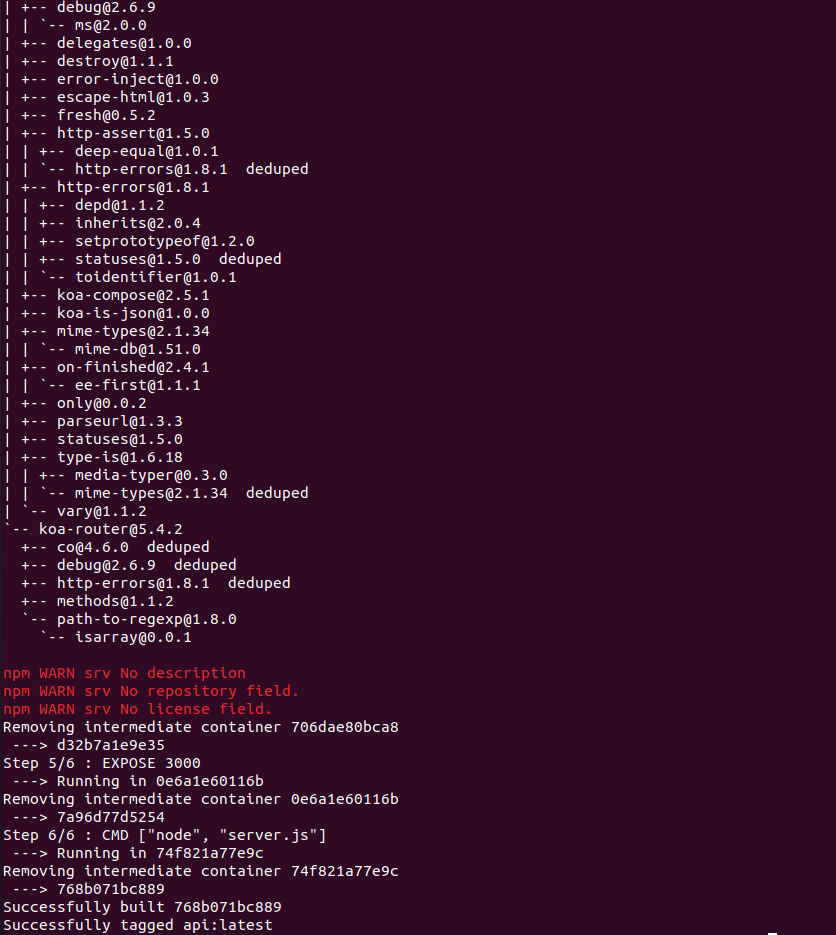 | +-- debug@2.6.9
| | `-- ms@2.0.0
| +-- delegates@1.0.0
| +-- destroy@1.1.1
| +-- error-inject@1.0.0
| +-- escape-html@1.0.3
| +-- fresh@0.5.2
| +-- http-assert@1.5.0
| | +-- deep-equal@1.0.1
| | `-- http-errors@1.8.1  deduped
| +-- http-errors@1.8.1
| | +-- depd@1.1.2
| | +-- inherits@2.0.4
| | +-- setprototypeof@1.2.0
| | +-- statuses@1.5.0  deduped
| | `-- toidentifier@1.0.1
| +-- koa-compose@2.5.1
| +-- koa-is-json@1.0.0
| +-- mime-types@2.1.34
| | `-- mime-db@1.51.0
| +-- on-finished@2.4.1
| | `-- ee-first@1.1.1
| +-- only@0.0.2
| +-- parseurl@1.3.3
| +-- statuses@1.5.0
| +-- type-is@1.6.18
| | +-- media-typer@0.3.0
| | `-- mime-types@2.1.34  deduped
| `-- vary@1.1.2
`-- koa-router@5.4.2
  +-- co@4.6.0  deduped
  +-- debug@2.6.9  deduped
  +-- http-errors@1.8.1  deduped
  +-- methods@1.1.2
  `-- path-to-regexp@1.8.0
    `-- isarray@0.0.1

npm WARN srv No description
npm WARN srv No repository field.
npm WARN srv No license field.
Removing intermediate container 706dae80bca8
 ---> d32b7a1e9e35
Step 5/6 : EXPOSE 3000
 ---> Running in 0e6a1e60116b
Removing intermediate container 0e6a1e60116b
 ---> 7a96d77d5254
Step 6/6 : CMD ["node", "server.js"]
 ---> Running in 74f821a77e9c
Removing intermediate container 74f821a77e9c
 ---> 768b071bc889
Successfully built 768b071bc889
Successfully tagged api:latest